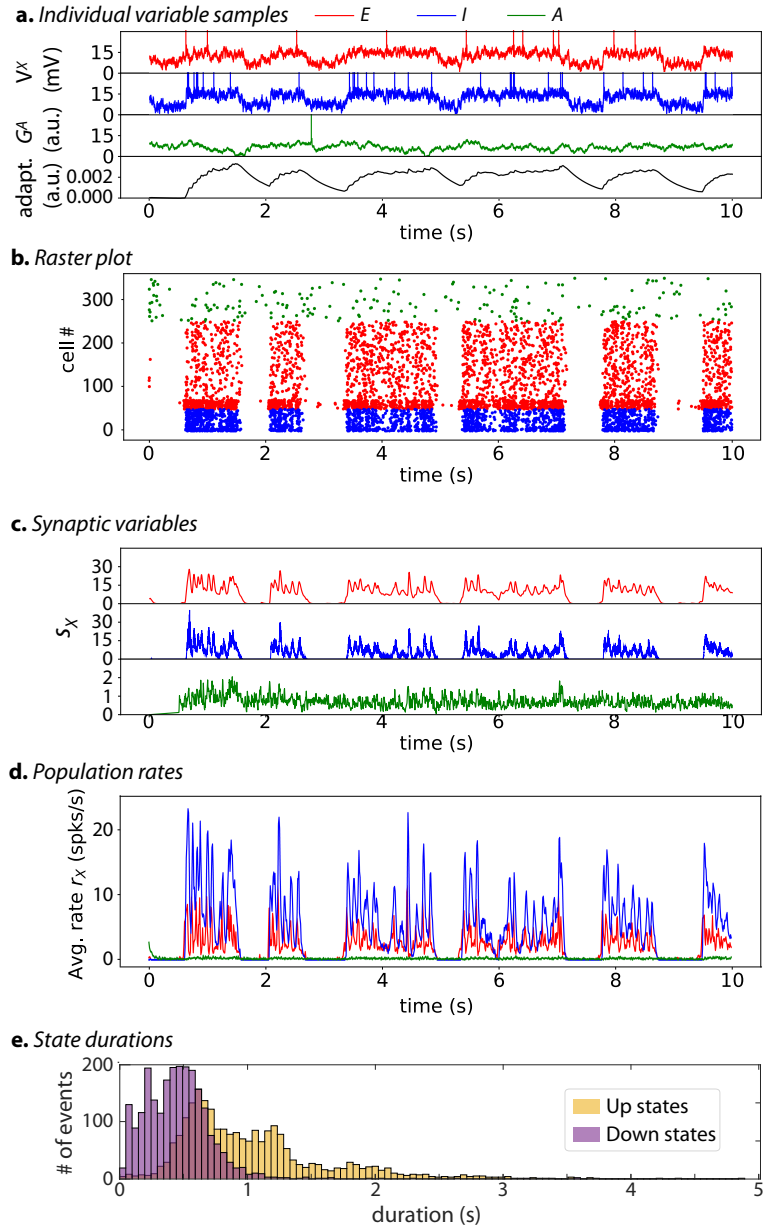 a. Individual variable samples — E — I — A
V^X (mV)
15
0
15
0
G^A (a.u.)
15
0
adapt. (a.u.)
0.002
0.000
0 2 4 6 8 10
time (s)
b. Raster plot
cell #
300
200
100
0
0 2 4 6 8 10
time (s)
c. Synaptic variables
s_X
30
15
0
30
15
0
2
1
0
0 2 4 6 8 10
time (s)
d. Population rates
Avg. rate r_X (spks/s)
20
10
0
0 2 4 6 8 10
time (s)
e. State durations
# of events
200
100
0
Up states
Down states
0 1 2 3 4 5
duration (s)